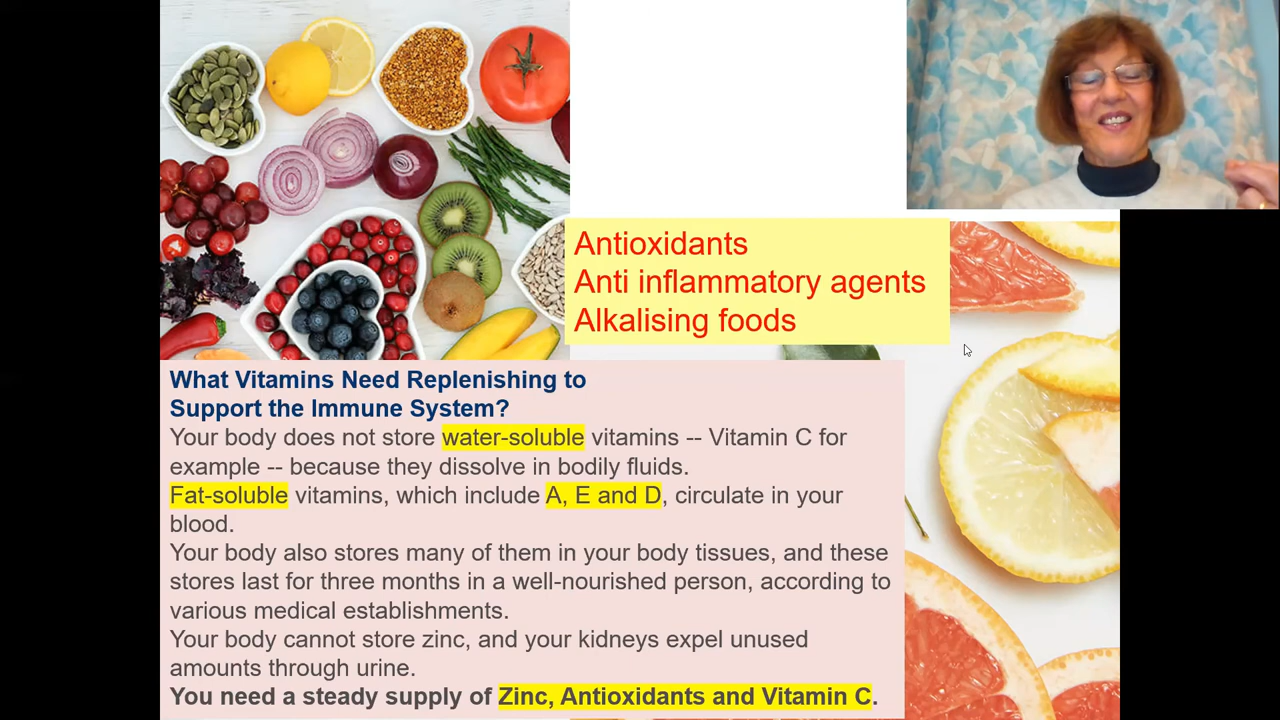 Antioxidants
Anti inflammatory agents
Alkalising foods
What Vitamins Need Replenishing to
Support the Immune System?
Your body does not store water-soluble vitamins -- Vitamin C for
example -- because they dissolve in bodily fluids.
Fat-soluble vitamins, which include A, E and D, circulate in your
blood.
Your body also stores many of them in your body tissues, and these
stores last for three months in a well-nourished person, according to
various medical establishments.
Your body cannot store zinc, and your kidneys expel unused
amounts through urine.
You need a steady supply of Zinc, Antioxidants and Vitamin C.